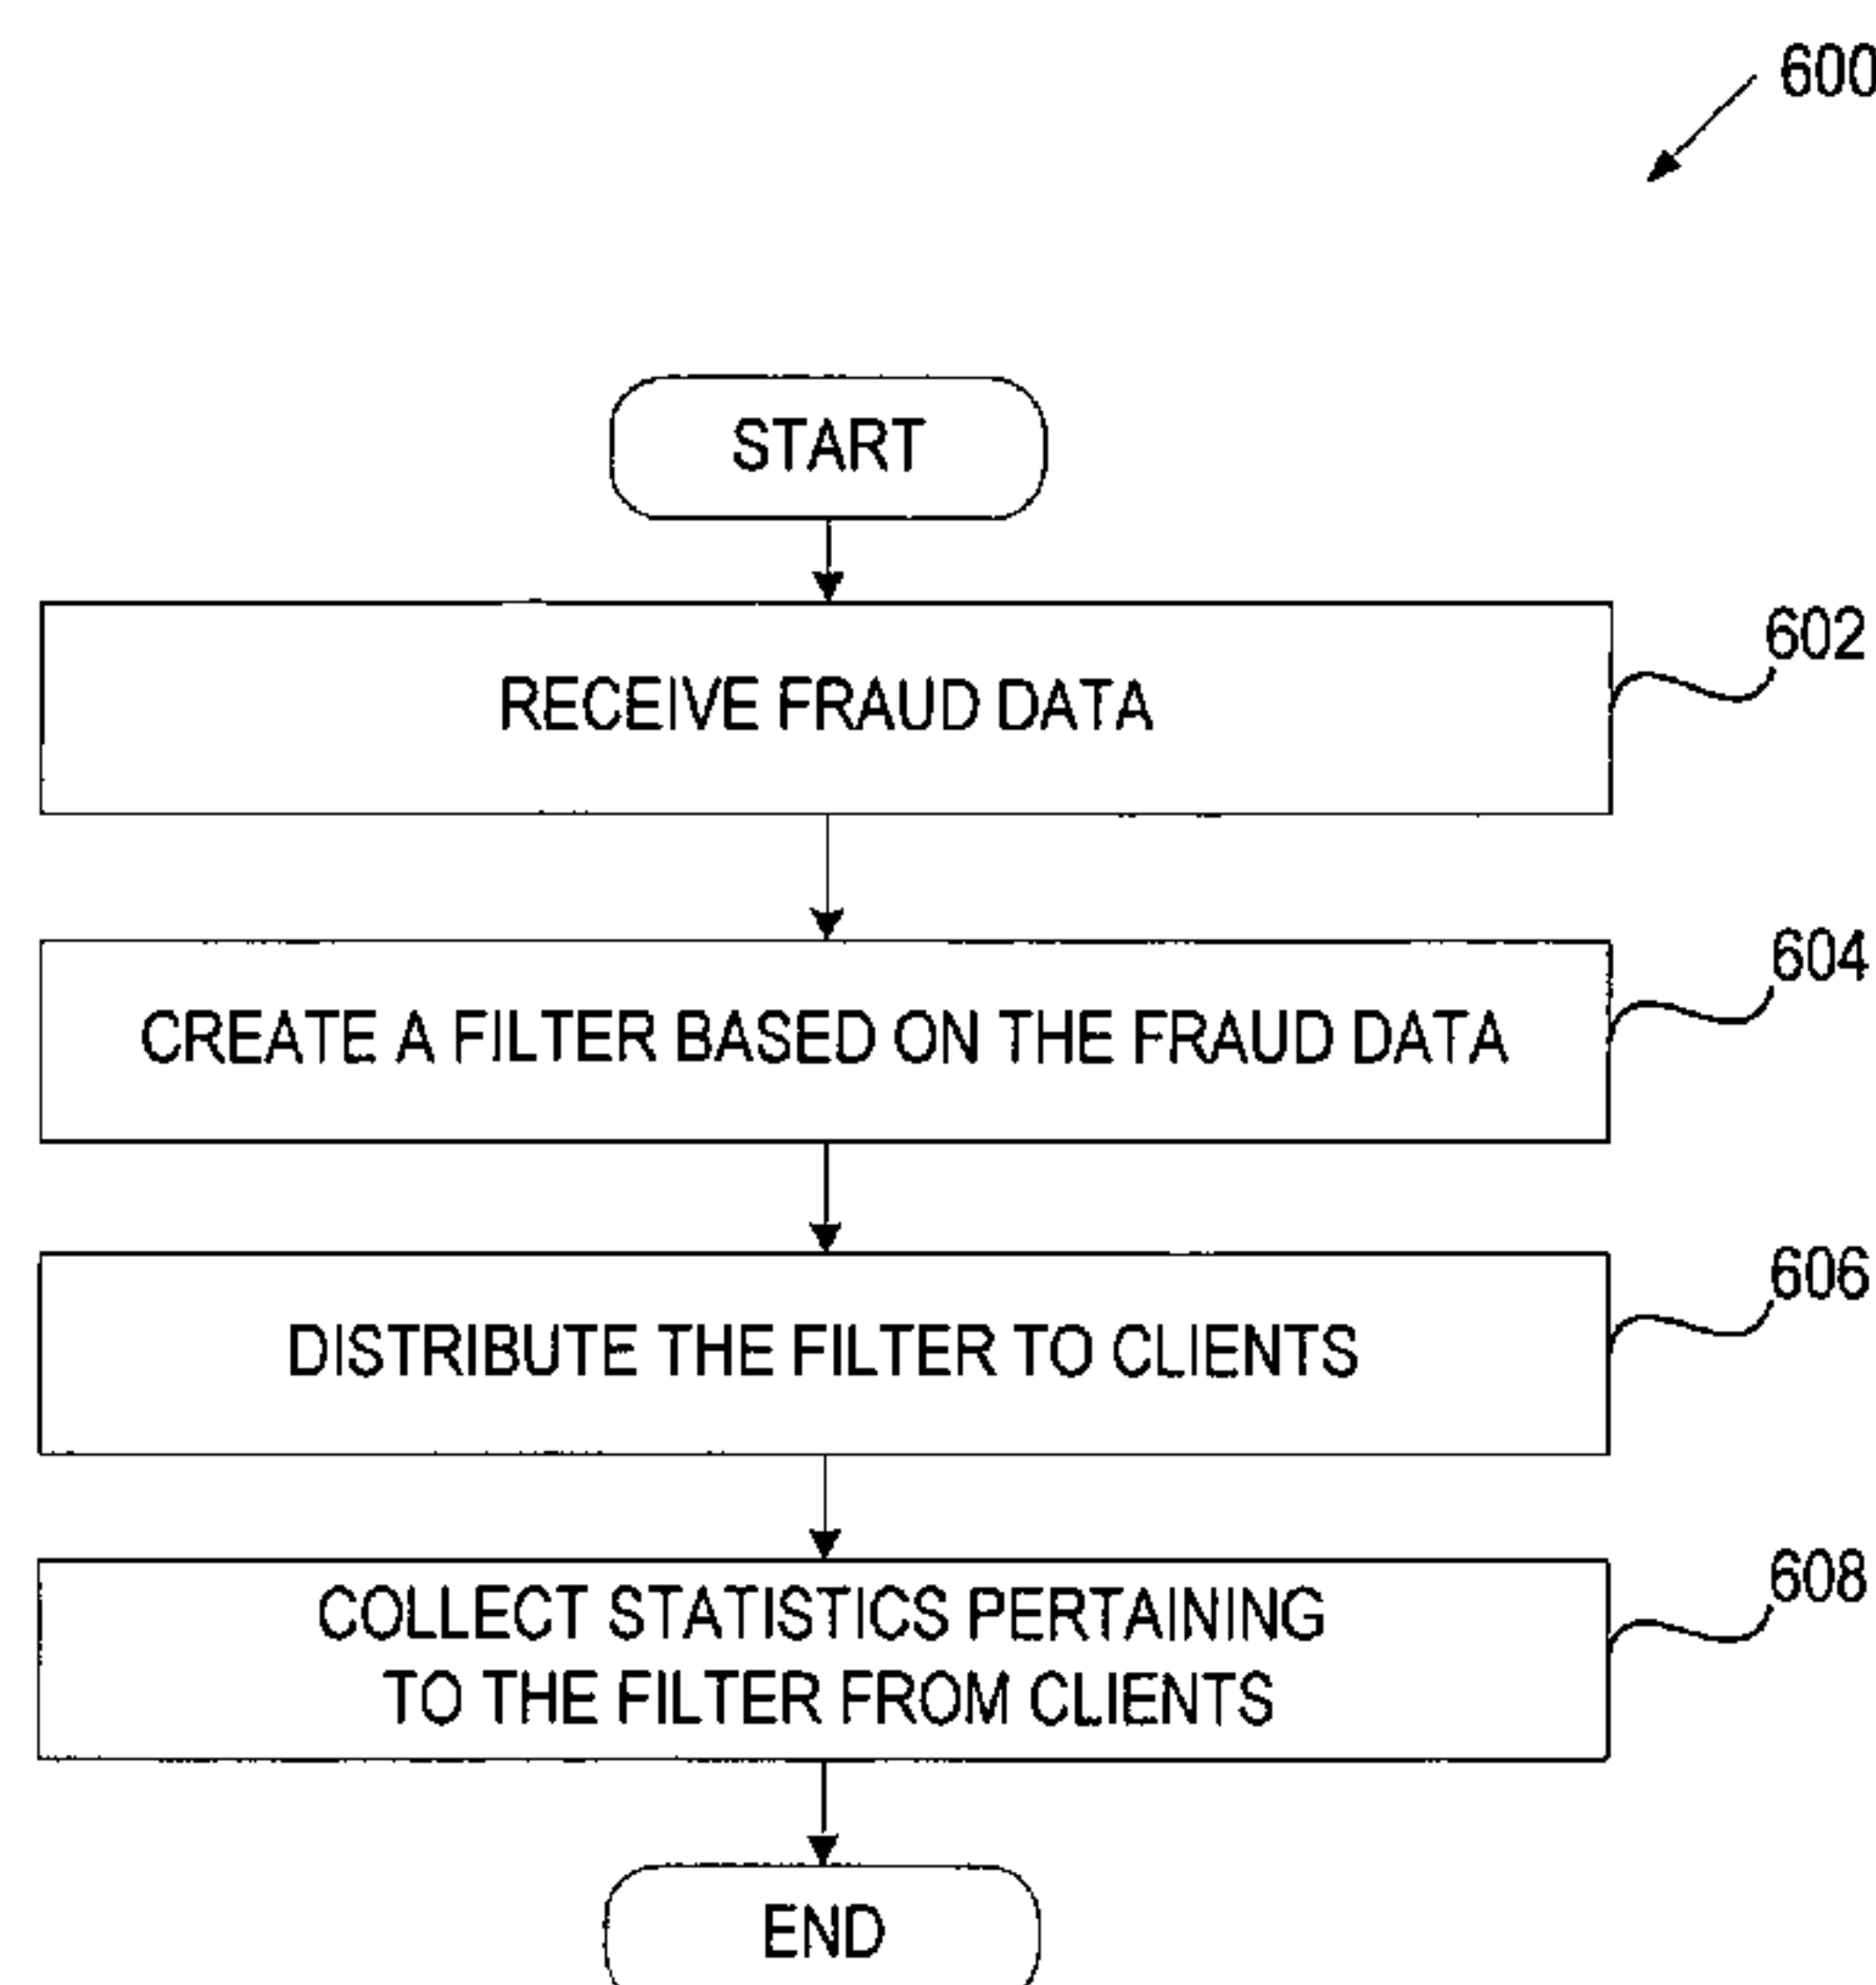 600
START
RECEIVE FRAUD DATA
602
CREATE A FILTER BASED ON THE FRAUD DATA
604
DISTRIBUTE THE FILTER TO CLIENTS
606
COLLECT STATISTICS PERTAINING
TO THE FILTER FROM CLIENTS
608
END